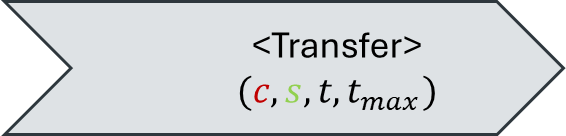 <Transfer>
(c, s, t, t_max)